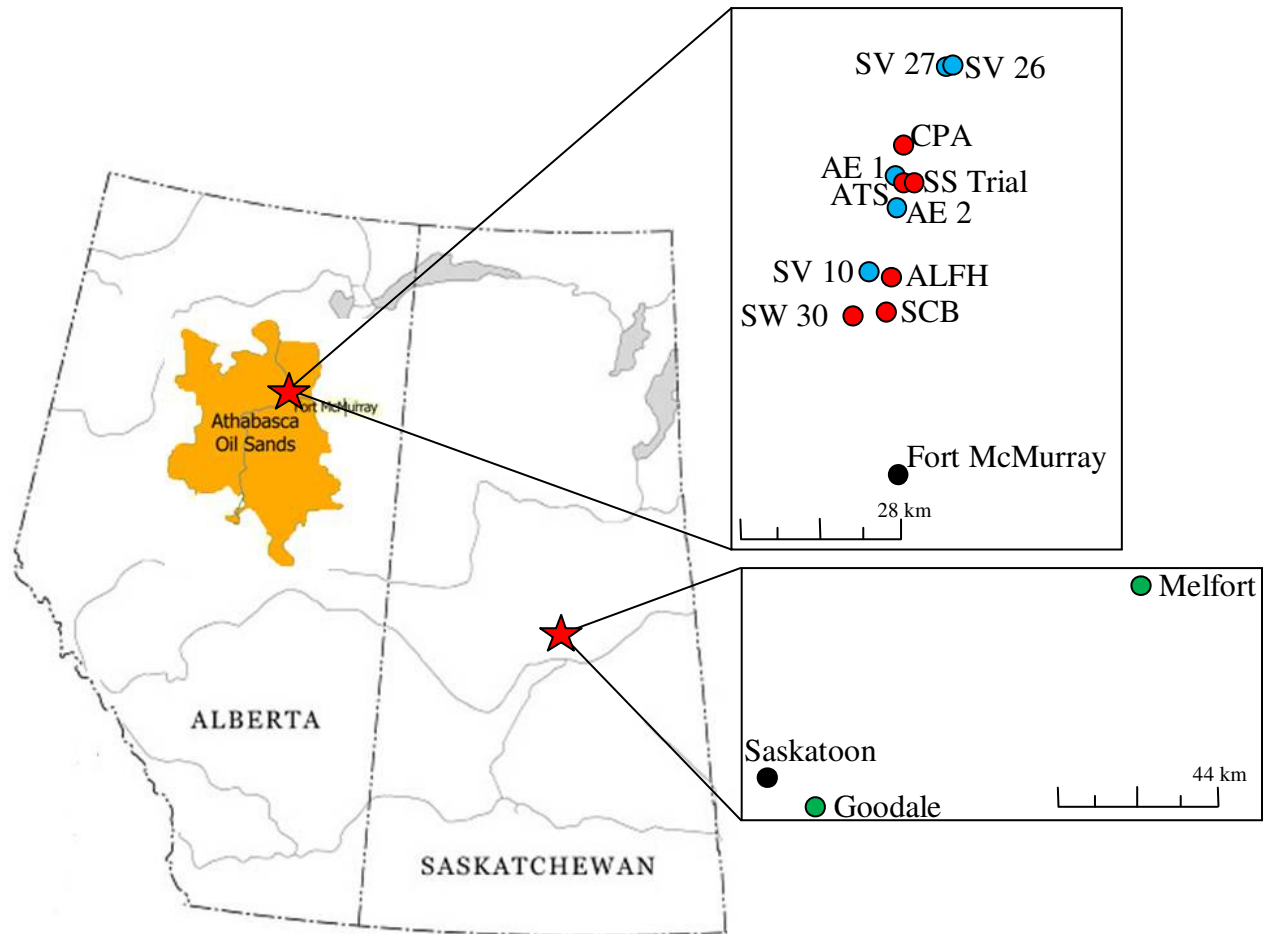 SV 27
SV 26
CPA
AE 1
ATS
SS Trial
AE 2
SV 10
ALFH
SW 30
SCB
Fort McMurray
28 km
Fort McMurray
Athabasca
Oil Sands
Melfort
Saskatoon
44 km
Goodale
ALBERTA
SASKATCHEWAN